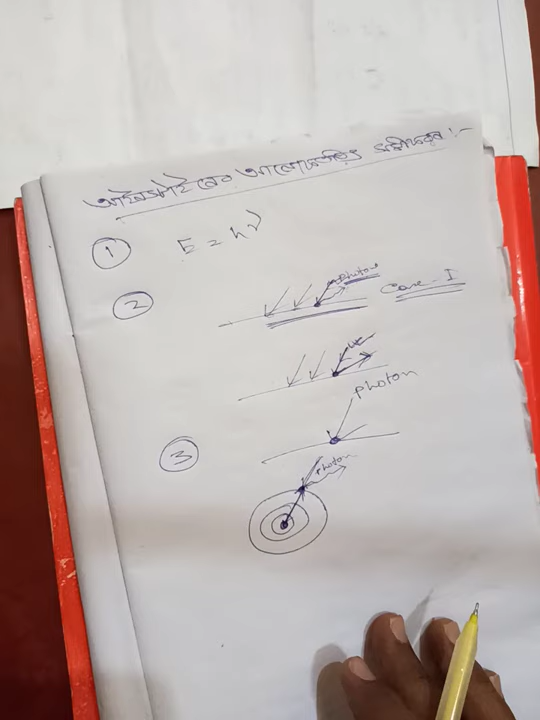 আইনস্টাইনের আলোকতড়িৎ সমীকরণ :-
① E = hν
② photon Case-I
photon
③ photon